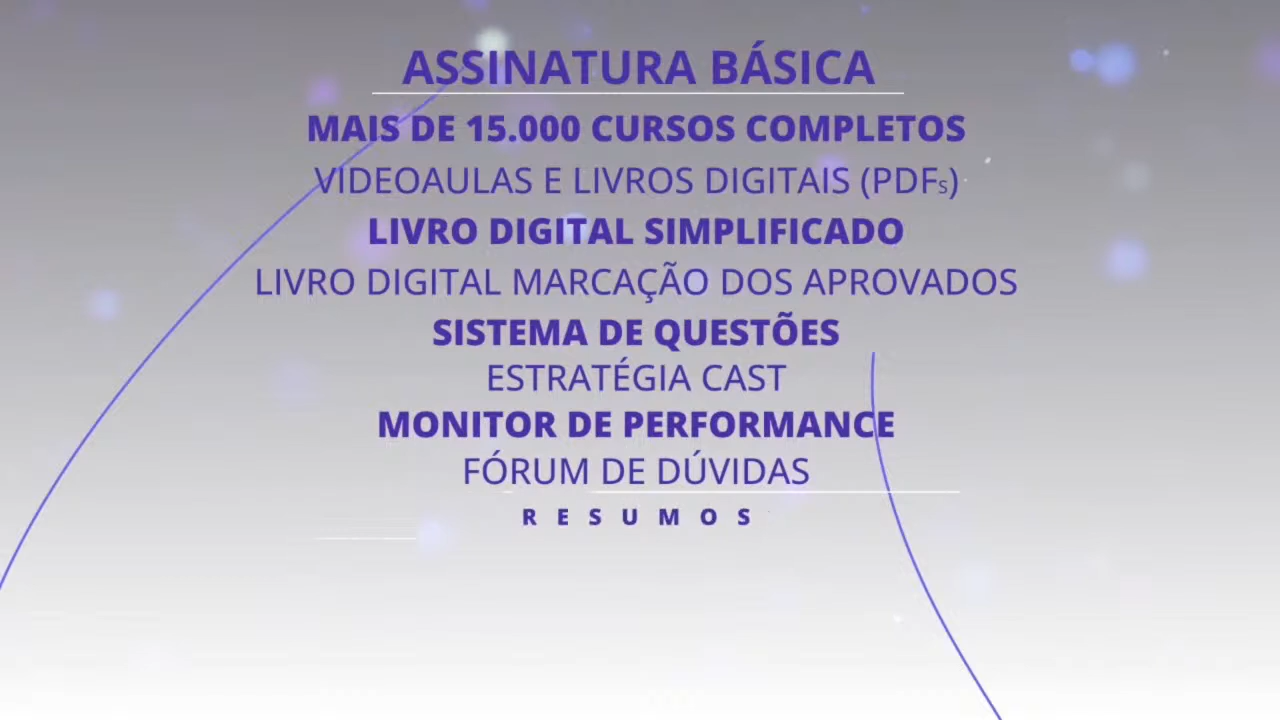 ASSINATURA BÁSICA
MAIS DE 15.000 CURSOS COMPLETOS
VIDEOAULAS E LIVROS DIGITAIS (PDFs)
LIVRO DIGITAL SIMPLIFICADO
LIVRO DIGITAL MARCAÇÃO DOS APROVADOS
SISTEMA DE QUESTÕES
ESTRATÉGIA CAST
MONITOR DE PERFORMANCE
FÓRUM DE DÚVIDAS
RESUMOS